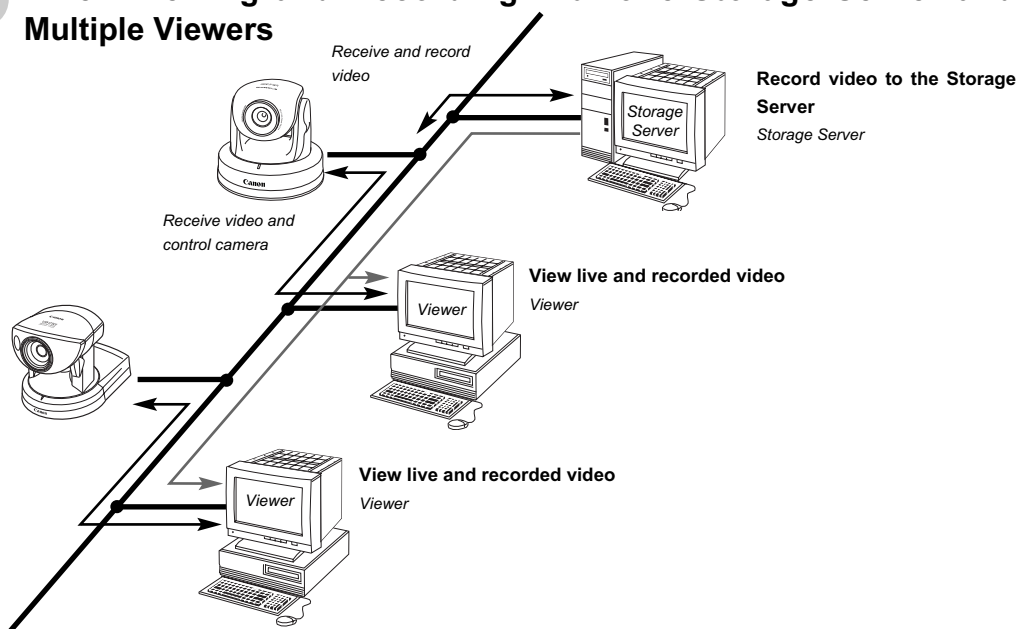 Multiple Viewers
Receive and record
video
Record video to the Storage
Server
Storage Server
Storage
Server
Canon
Receive video and
control camera
View live and recorded video
Viewer
Viewer
View live and recorded video
Viewer
Viewer